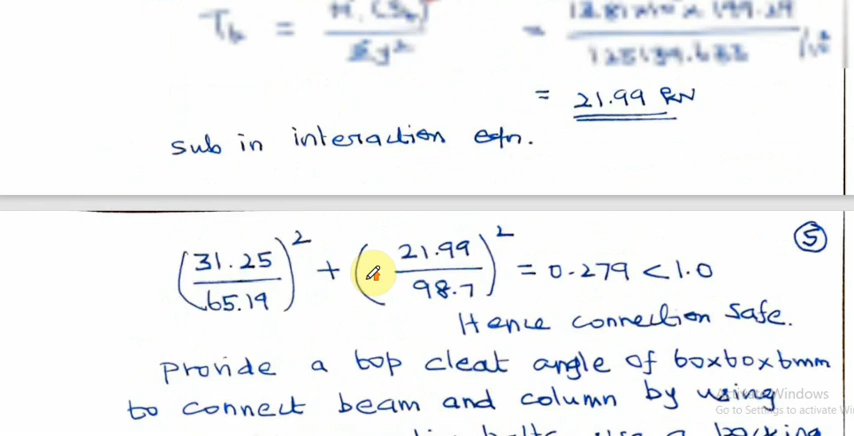 = 21.99 kN
Sub in interaction eqn.
(31.25/65.19)² + (21.99/98.7)² = 0.279 < 1.0
5
Hence connection safe.
Provide a top cleat angle of 60x60x6mm
to connect beam and column by using
Activate Windows
Go to Settings to activate Wi